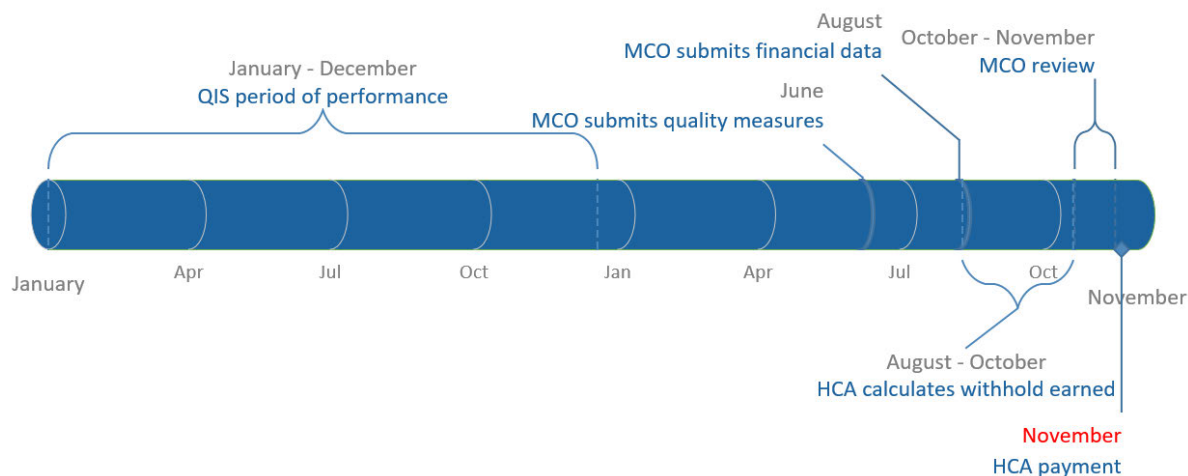 August
MCO submits financial data
October - November
MCO review
January - December
QIS period of performance
June
MCO submits quality measures
January
Apr
Jul
Oct
Jan
Apr
Jul
Oct
November
August - October
HCA calculates withhold earned
November
HCA payment